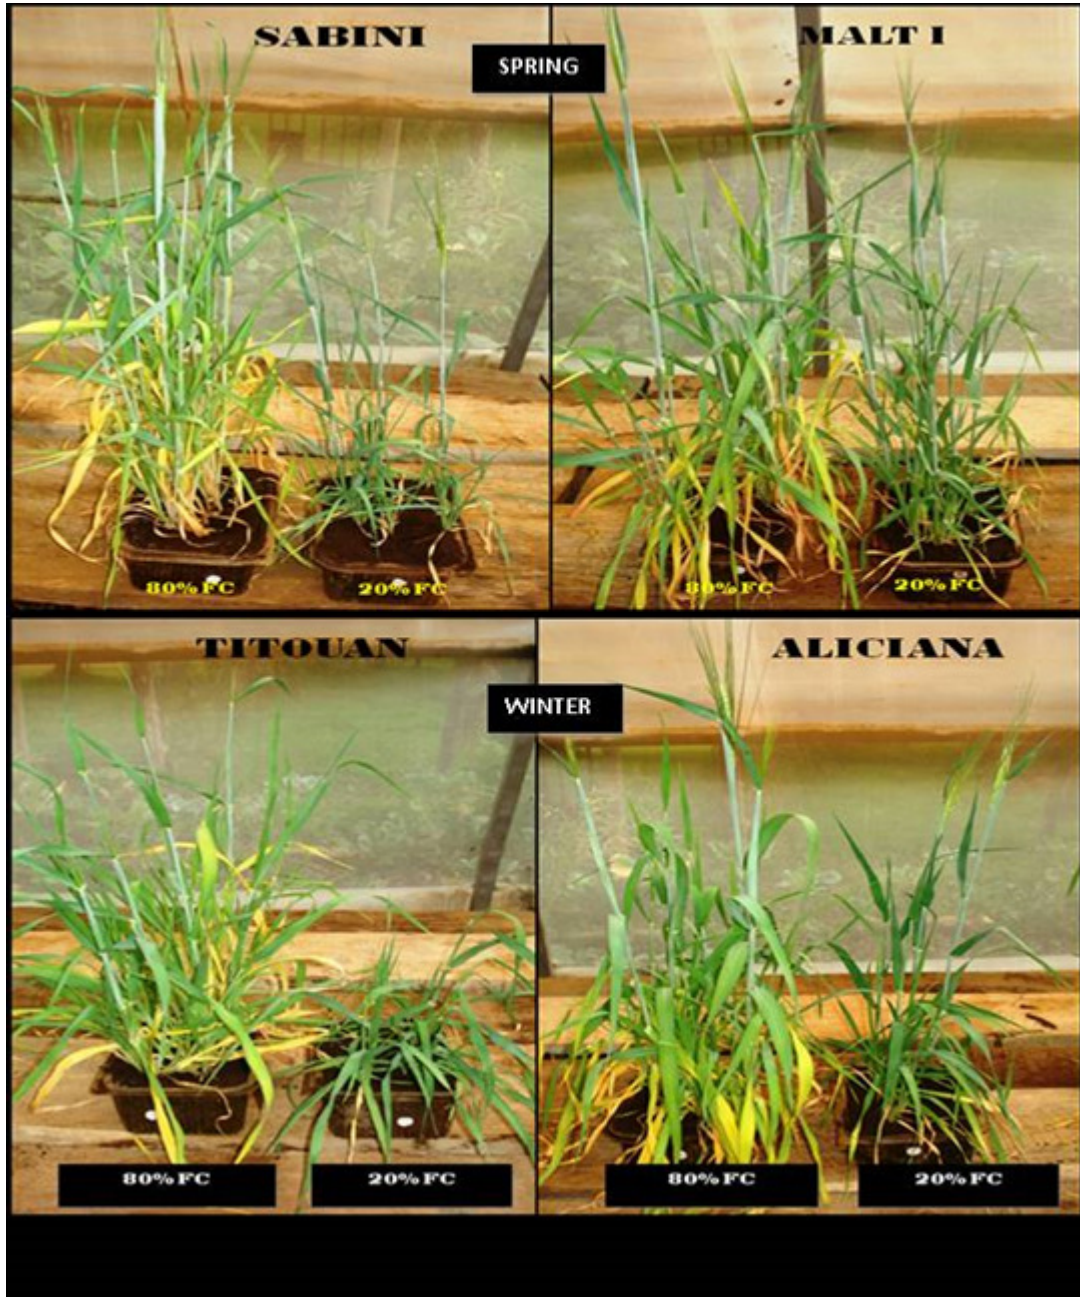 SABINI
MALT I
SPRING
80% FC
20% FC
80% FC
20% FC
TITOUAN
ALICIANA
WINTER
80% FC
20% FC
80% FC
20% FC